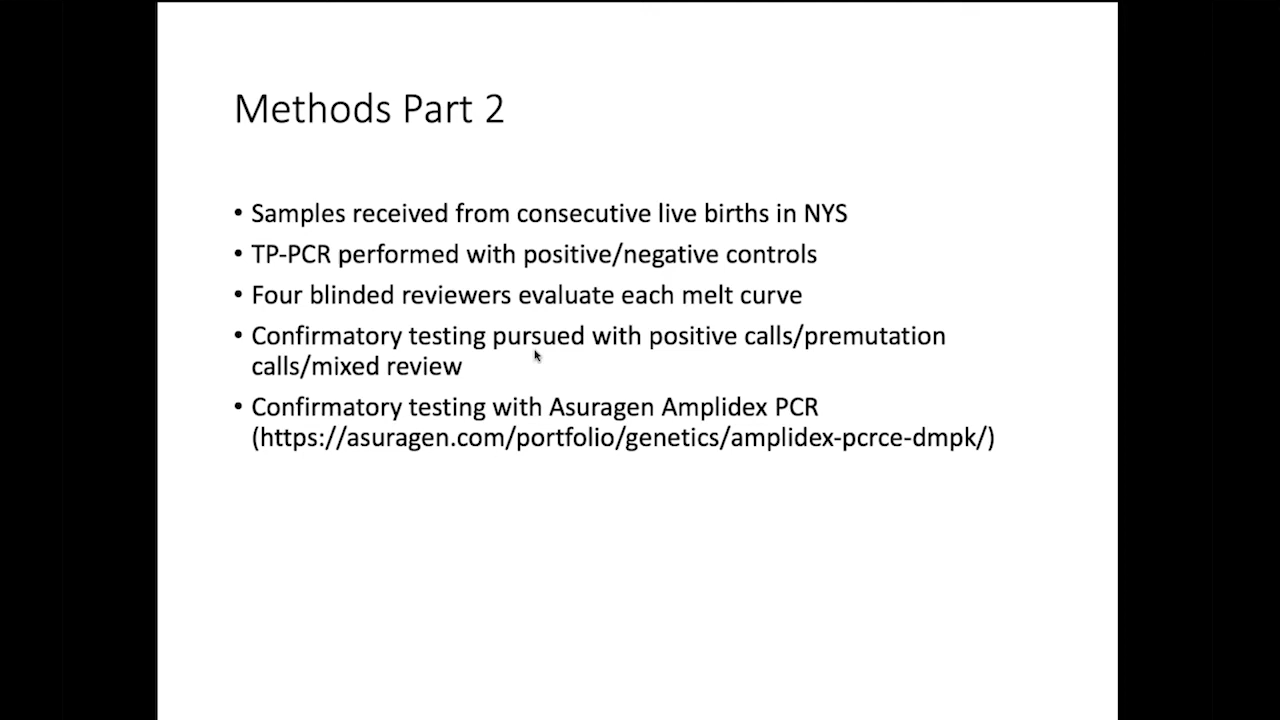 Methods Part 2
• Samples received from consecutive live births in NYS
• TP-PCR performed with positive/negative controls
• Four blinded reviewers evaluate each melt curve
• Confirmatory testing pursued with positive calls/premutation
calls/mixed review
• Confirmatory testing with Asuragen Amplidex PCR
(https://asuragen.com/portfolio/genetics/amplidex-pcrce-dmpk/)